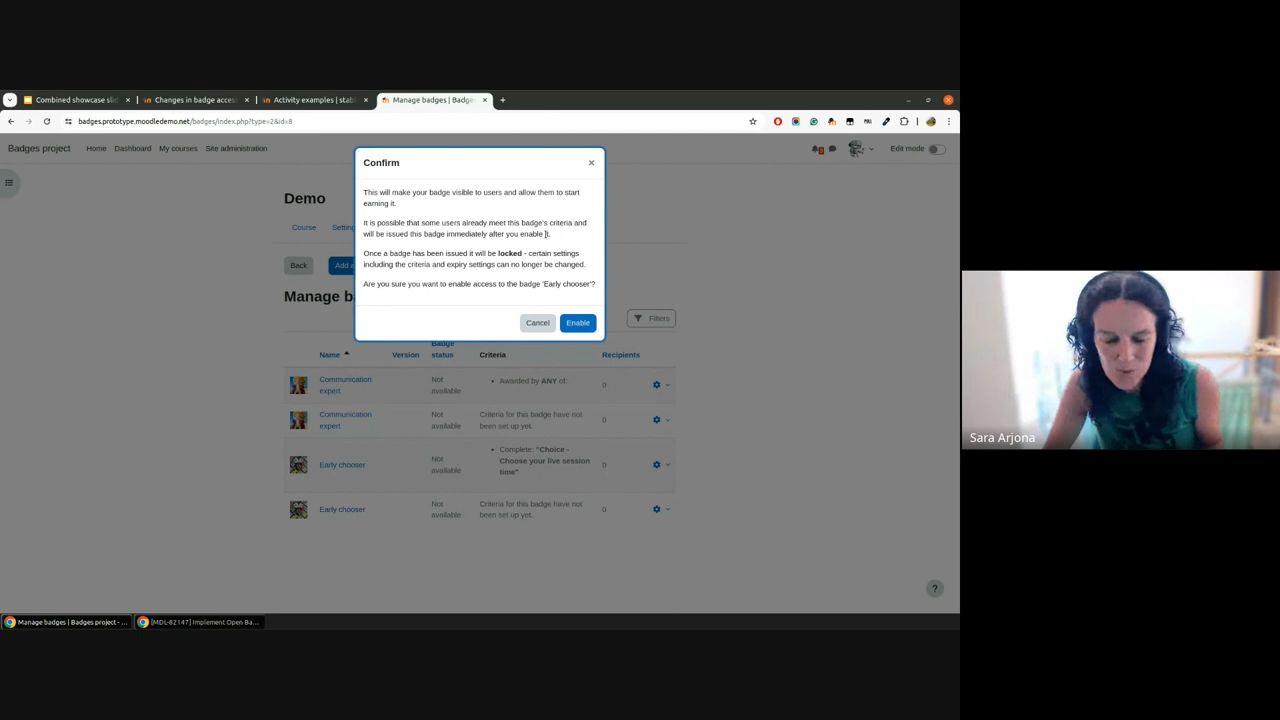 Combined showcase slid
Changes in badge acces
Activity examples | stab
Manage badges | Badge
badges.prototype.moodledemo.net/badges/index.php?type=2&id=8
Badges project
Home
Dashboard
My courses
Site administration
Edit mode
Confirm
This will make your badge visible to users and allow them to start
earning it.
It is possible that some users already meet this badge's criteria and
will be issued this badge immediately after you enable it.
Once a badge has been issued it will be locked - certain settings
including the criteria and expiry settings can no longer be changed.
Are you sure you want to enable access to the badge 'Early chooser'?
Cancel
Enable
Demo
Course
Settin
Back
Add
Manage b
Filters
Name
Version
Badge
status
Criteria
Recipients
Communication
expert
Not
available
Awarded by ANY of:
0
Communication
expert
Not
available
Criteria for this badge have not
been set up yet.
0
Early chooser
Not
available
Complete: "Choice -
Choose your live session
time"
0
Early chooser
Not
available
Criteria for this badge have not
been set up yet.
0
?
Manage badges | Badges project - ...
[MDL-82147] Implement Open Ba...
Sara Arjona